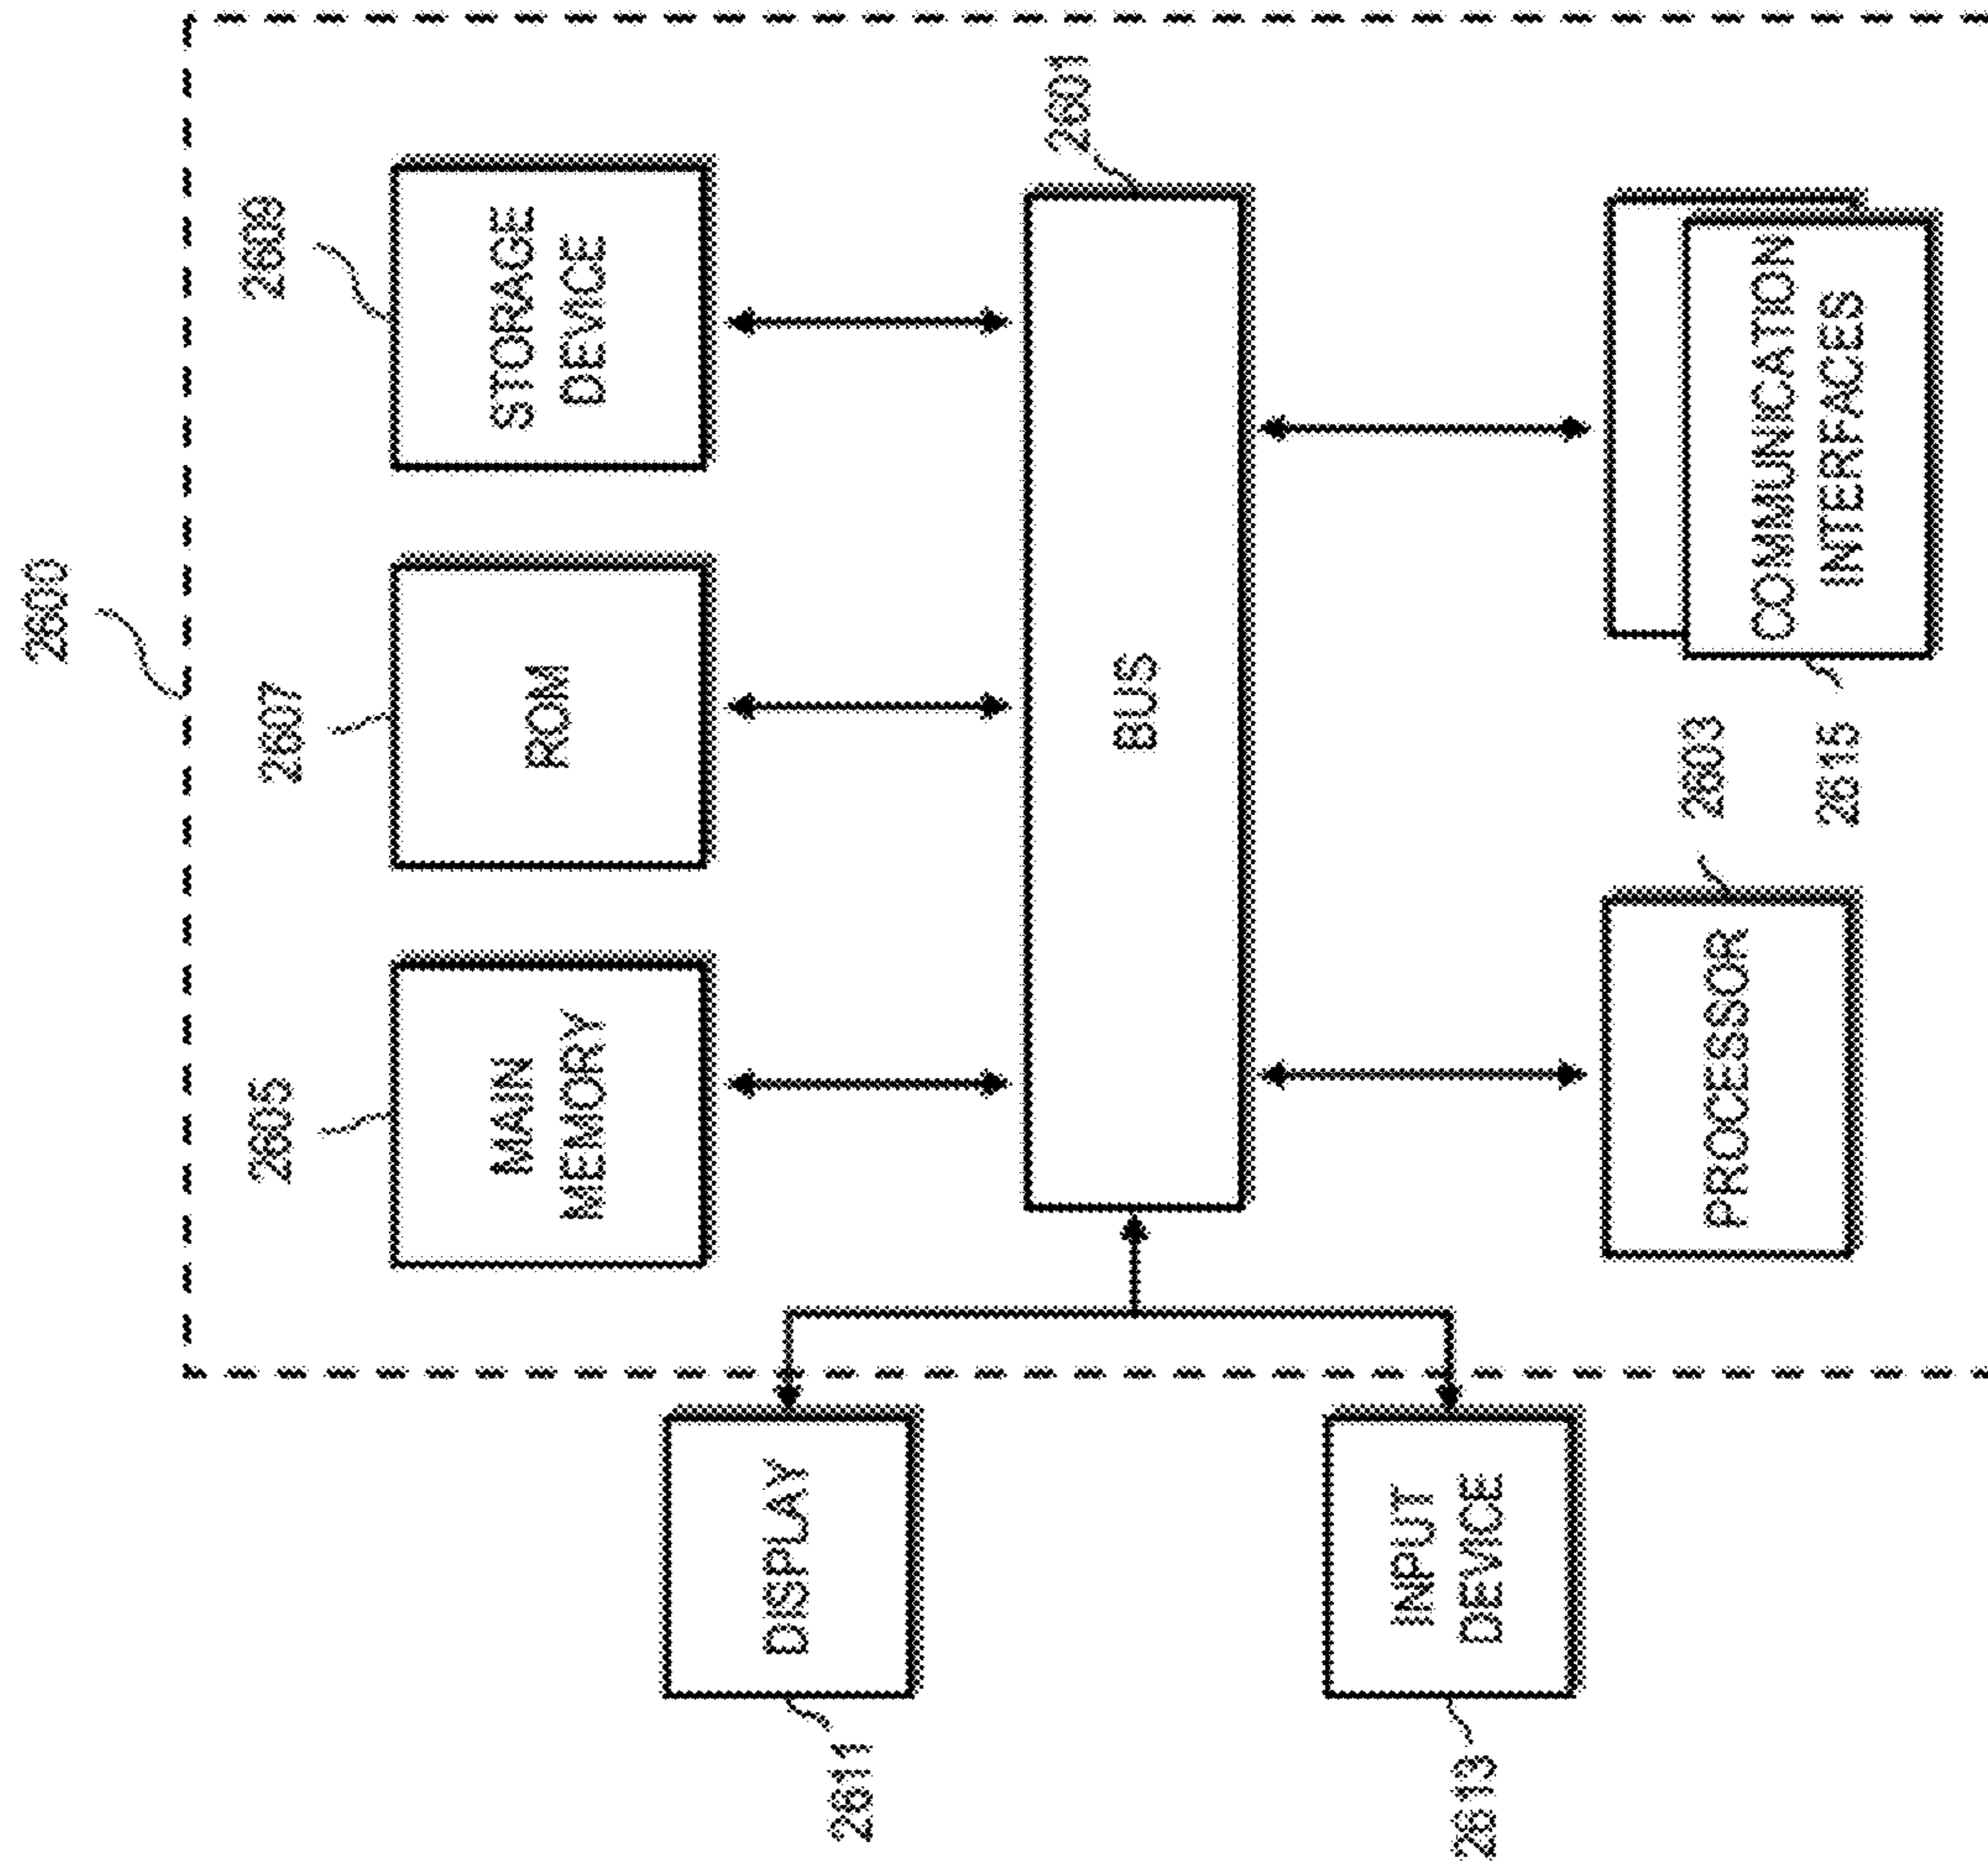 2600
2605
2607
2609
MAIN
MEMORY
ROM
STORAGE
DEVICE
DISPLAY
2611
2601
BUS
INPUT
DEVICE
2613
PROCESSOR
2603
COMMUNICATION
INTERFACES
2615